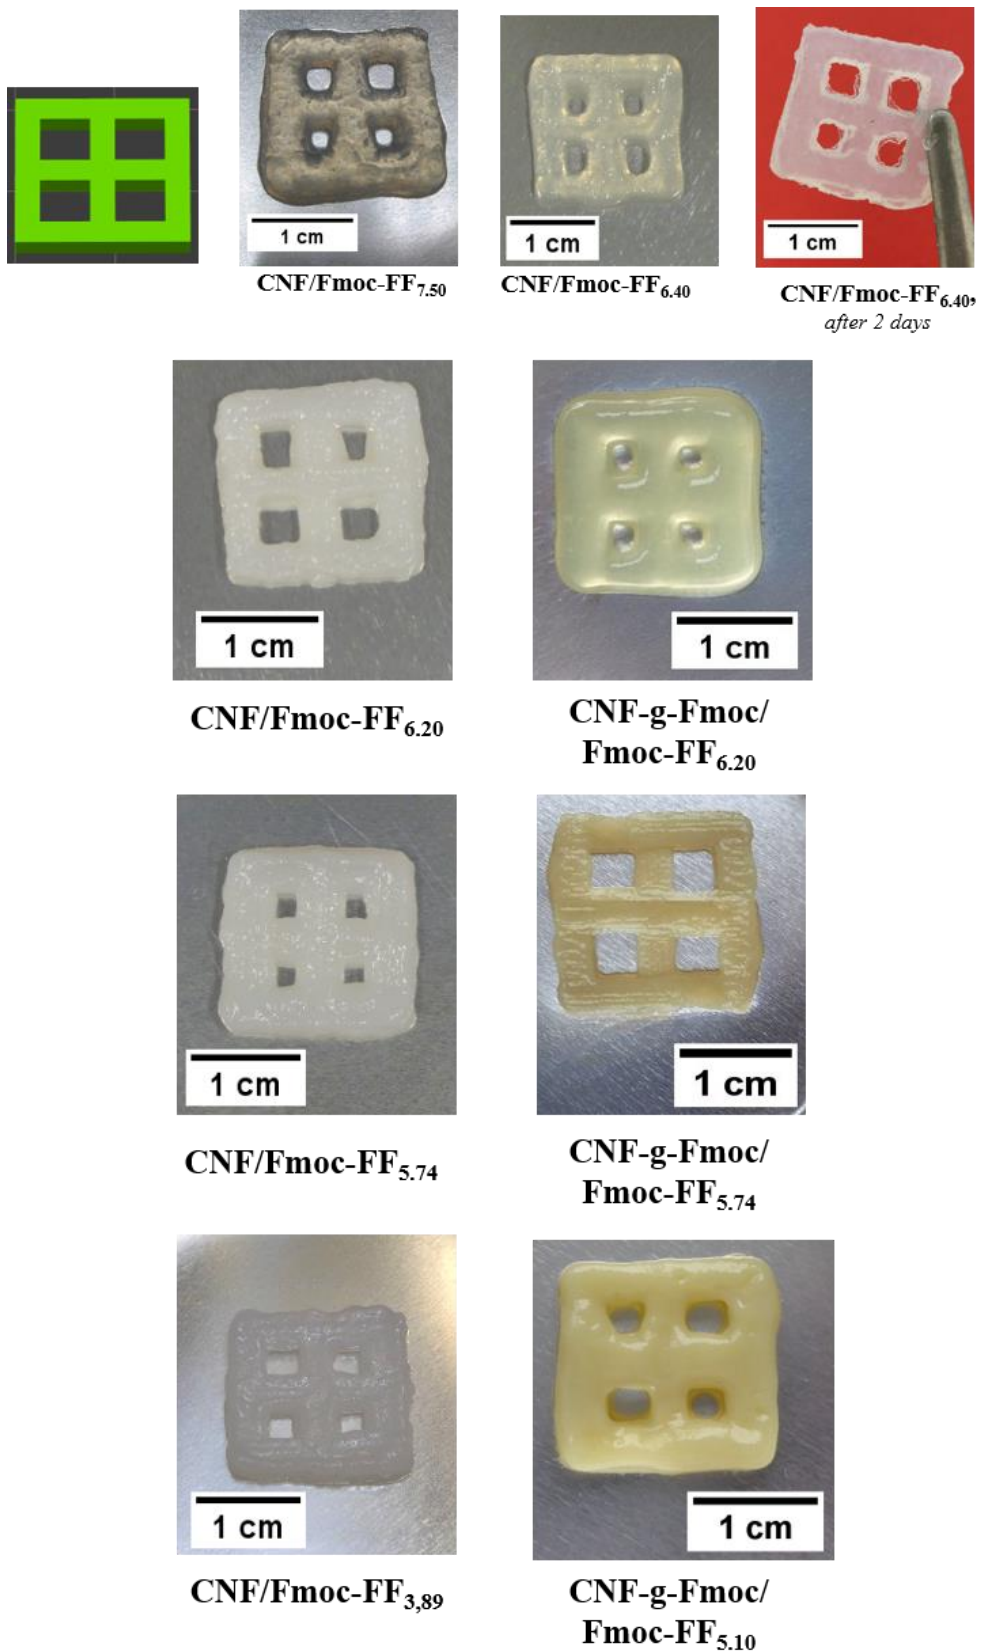 1 cm
1 cm
1 cm
CNF/Fmoc-FF7.50
CNF/Fmoc-FF6.40
CNF/Fmoc-FF6.40,
after 2 days
1 cm
1 cm
CNF/Fmoc-FF6.20
CNF-g-Fmoc/
Fmoc-FF6.20
1 cm
1 cm
CNF/Fmoc-FF5.74
CNF-g-Fmoc/
Fmoc-FF5.74
1 cm
1 cm
CNF/Fmoc-FF3,89
CNF-g-Fmoc/
Fmoc-FF5.10